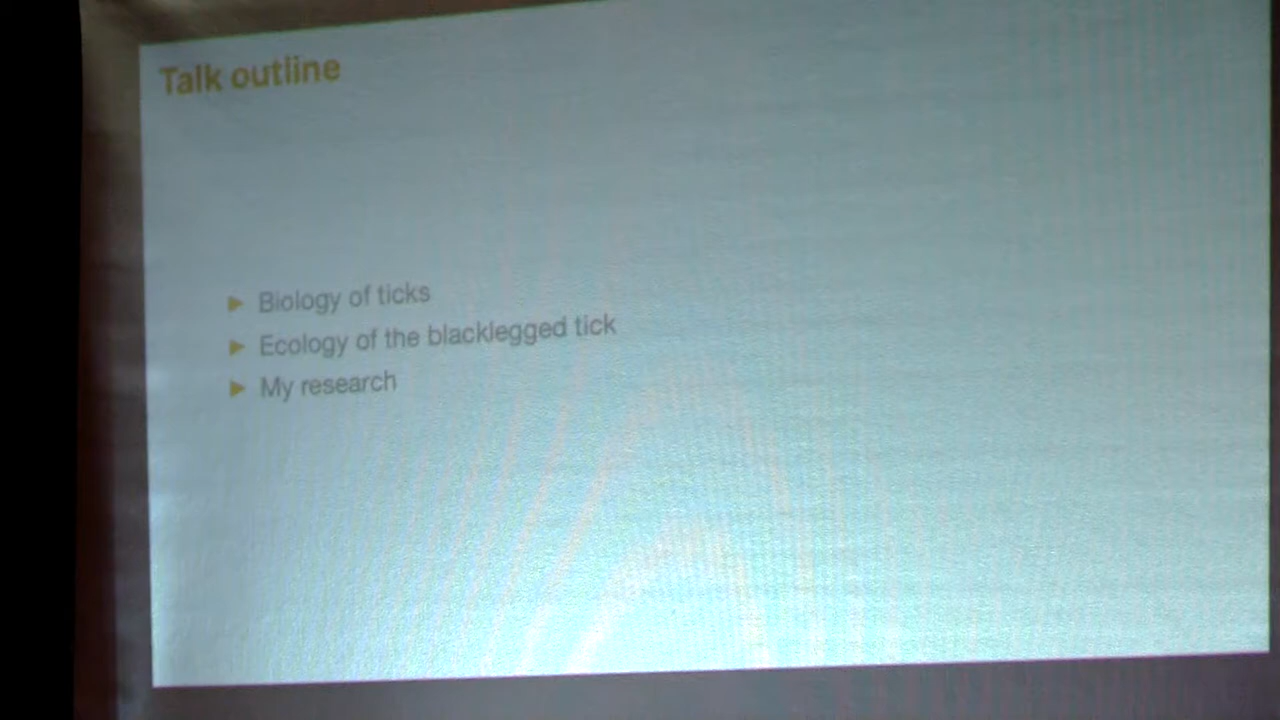 Talk outline
Biology of ticks
Ecology of the blacklegged tick
My research